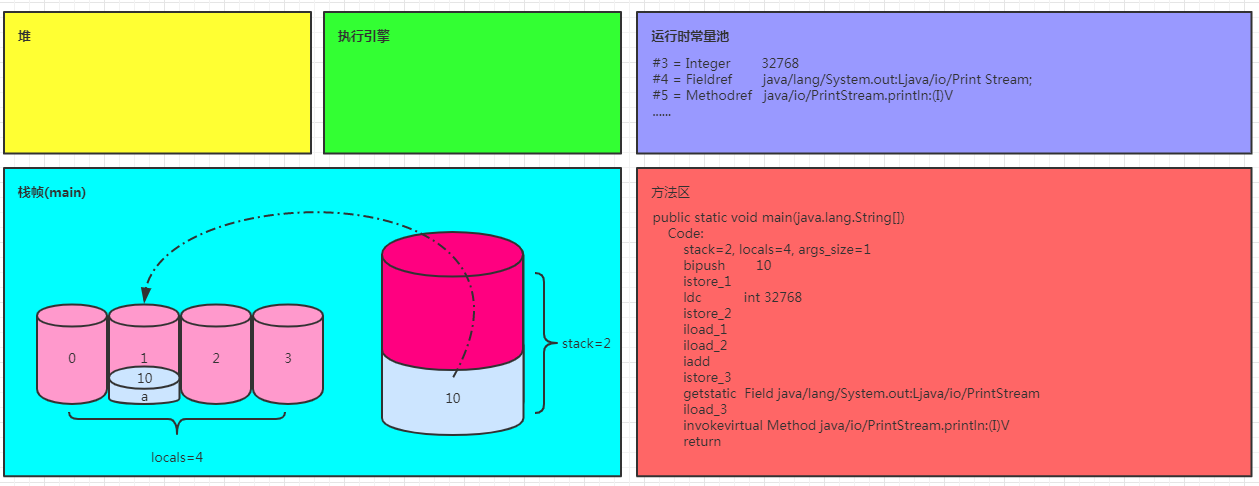 堆
执行引擎
运行时常量池
#3 = Integer 32768
#4 = Fieldref java/lang/System.out:Ljava/io/Print Stream;
#5 = Methodref java/io/PrintStream.println:(I)V
......
栈帧(main)
0
1
2
3
10
a
locals=4
10
stack=2
方法区
public static void main(java.lang.String[])
Code:
stack=2, locals=4, args_size=1
bipush 10
istore_1
ldc int 32768
istore_2
iload_1
iload_2
iadd
istore_3
getstatic Field java/lang/System.out:Ljava/io/PrintStream
iload_3
invokevirtual Method java/io/PrintStream.println:(I)V
return